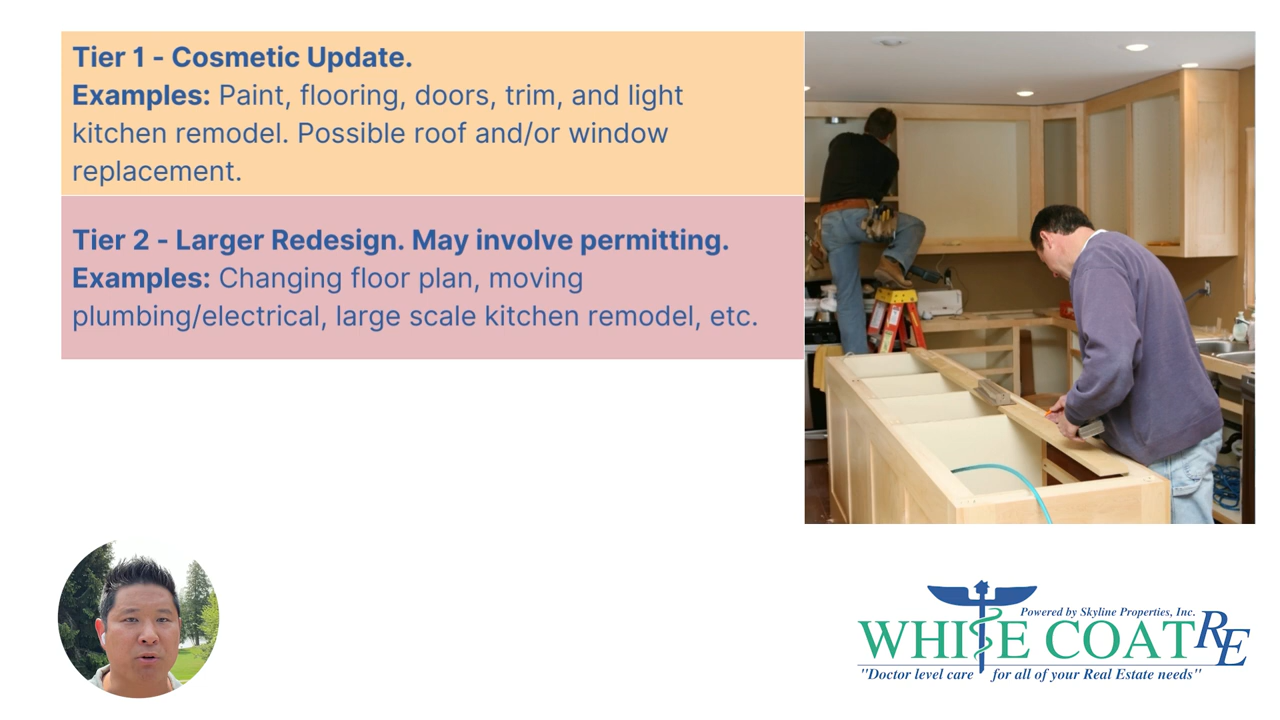 Tier 1 - Cosmetic Update.
Examples: Paint, flooring, doors, trim, and light
kitchen remodel. Possible roof and/or window
replacement.
Tier 2 - Larger Redesign. May involve permitting.
Examples: Changing floor plan, moving
plumbing/electrical, large scale kitchen remodel, etc.
Powered by Skyline Properties, Inc.
WHITE COAT RE
"Doctor level care for all of your Real Estate needs"